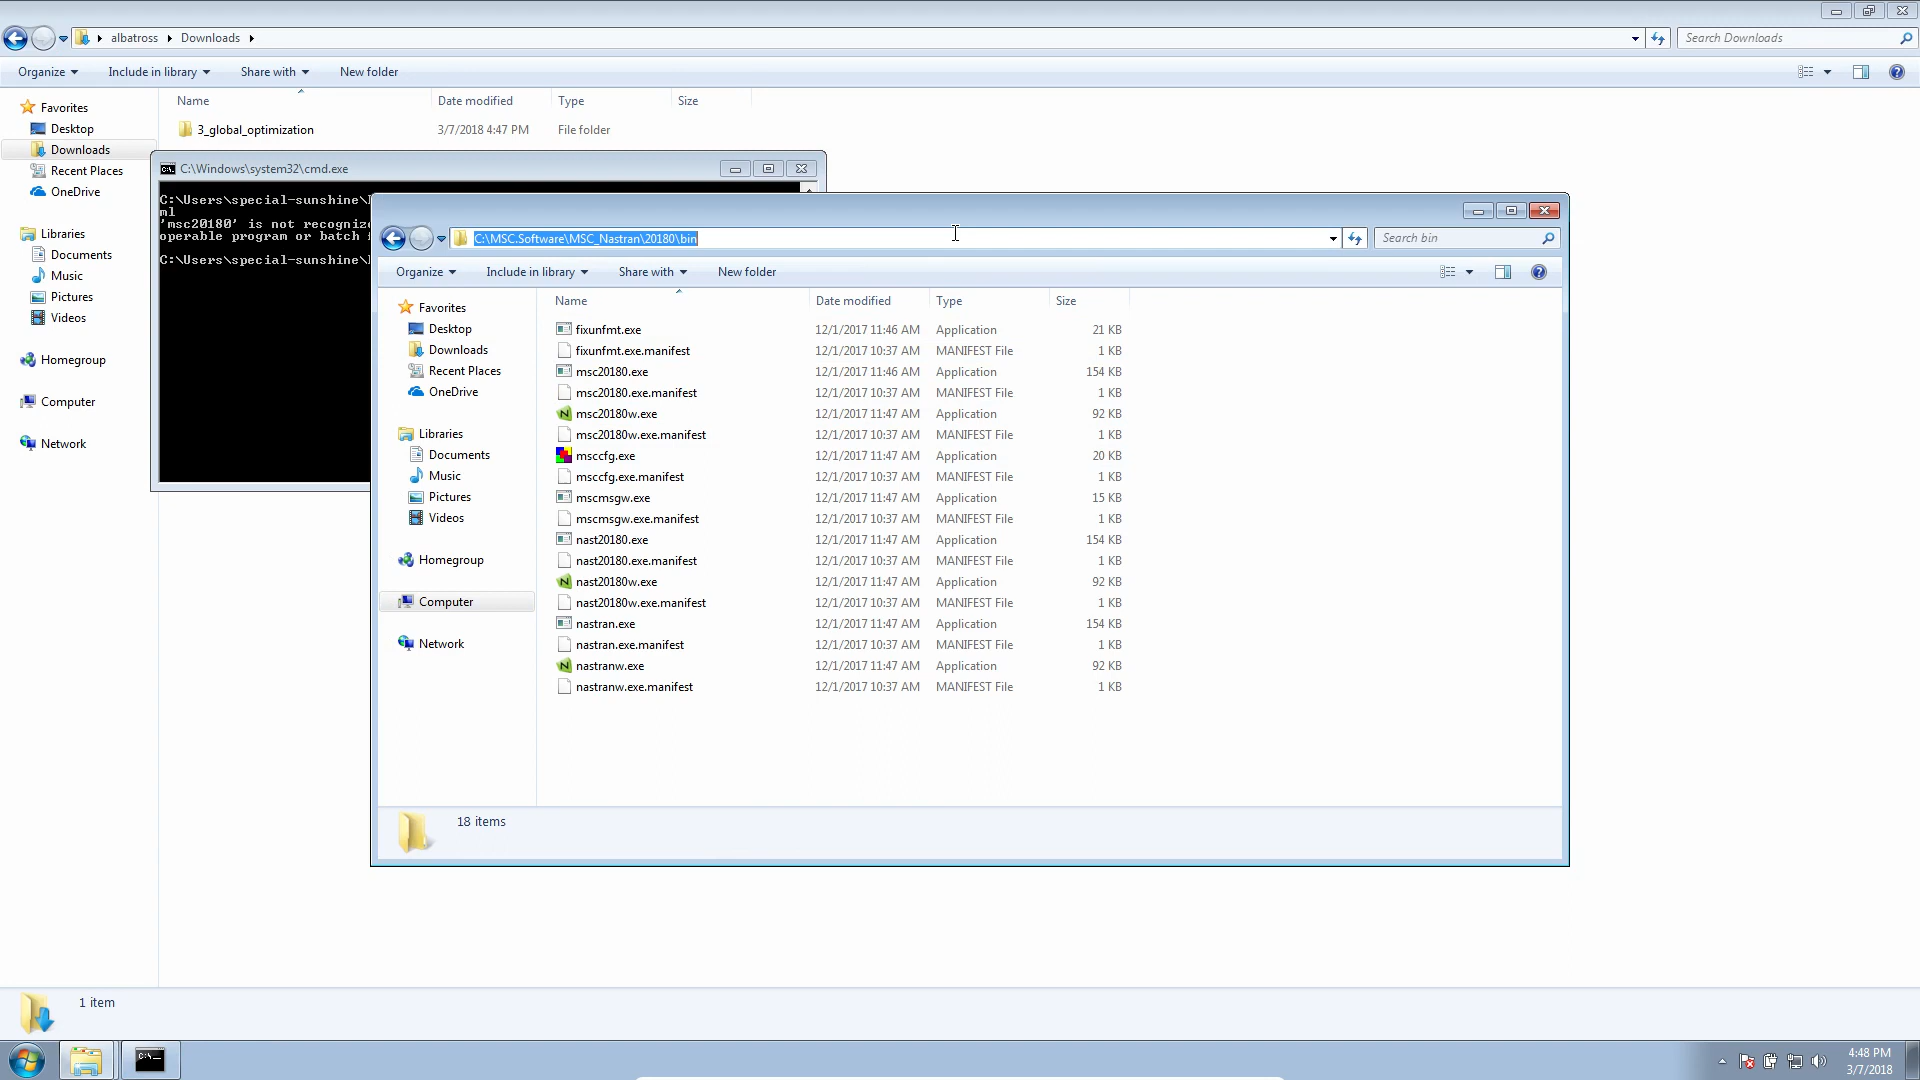 albatross Downloads
Search Downloads
Organize Include in library Share with New folder
Name Date modified Type Size
3_global_optimization 3/7/2018 4:47 PM File folder
Favorites
Desktop
Downloads
Recent Places
OneDrive
Libraries
Documents
Music
Pictures
Videos
Homegroup
Computer
Network
C:\Windows\system32\cmd.exe
C:\Users\special-sunshine\
ml
'msc20180' is not recogniz
operable program or batch
C:\Users\special-sunshine\
C:\MSC.Software\MSC_Nastran\20180\bin
Search bin
Organize Include in library Share with New folder
Favorites
Desktop
Downloads
Recent Places
OneDrive
Libraries
Documents
Music
Pictures
Videos
Homegroup
Computer
Network
Name Date modified Type Size
fixunfmt.exe 12/1/2017 11:46 AM Application 21 KB
fixunfmt.exe.manifest 12/1/2017 10:37 AM MANIFEST File 1 KB
msc20180.exe 12/1/2017 11:46 AM Application 154 KB
msc20180.exe.manifest 12/1/2017 10:37 AM MANIFEST File 1 KB
msc20180w.exe 12/1/2017 11:47 AM Application 92 KB
msc20180w.exe.manifest 12/1/2017 10:37 AM MANIFEST File 1 KB
msccfg.exe 12/1/2017 11:47 AM Application 20 KB
msccfg.exe.manifest 12/1/2017 10:37 AM MANIFEST File 1 KB
mscmsgw.exe 12/1/2017 11:47 AM Application 15 KB
mscmsgw.exe.manifest 12/1/2017 10:37 AM MANIFEST File 1 KB
nast20180.exe 12/1/2017 11:47 AM Application 154 KB
nast20180.exe.manifest 12/1/2017 10:37 AM MANIFEST File 1 KB
nast20180w.exe 12/1/2017 11:47 AM Application 92 KB
nast20180w.exe.manifest 12/1/2017 10:37 AM MANIFEST File 1 KB
nastran.exe 12/1/2017 11:47 AM Application 154 KB
nastran.exe.manifest 12/1/2017 10:37 AM MANIFEST File 1 KB
nastranw.exe 12/1/2017 11:47 AM Application 92 KB
nastranw.exe.manifest 12/1/2017 10:37 AM MANIFEST File 1 KB
18 items
1 item
4:48 PM
3/7/2018